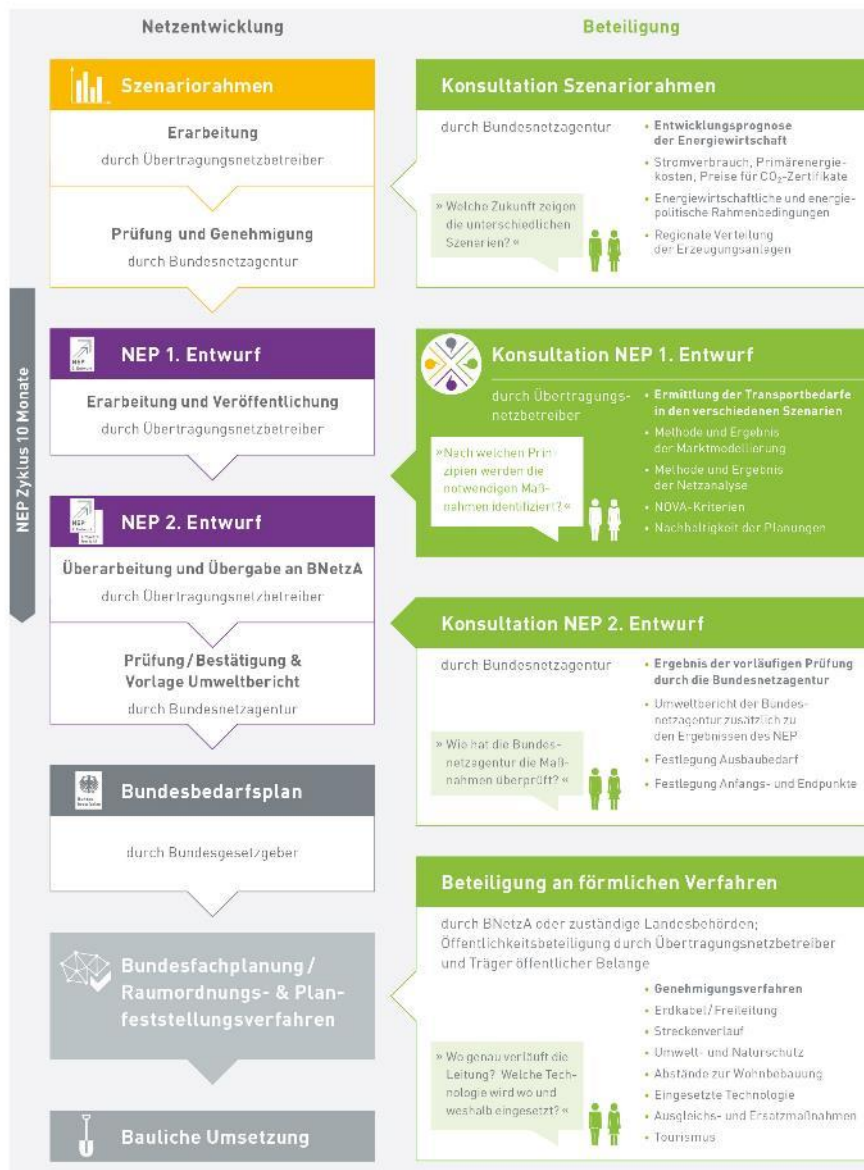 Netzentwicklung
Szenariorahmen
Erarbeitung
durch Übertragungsnetzbetreiber
Prüfung und Genehmigung
durch Bundesnetzagentur
NEP Zyklus 10 Monate
NEP 1. Entwurf
Erarbeitung und Veröffentlichung
durch Übertragungsnetzbetreiber
NEP 2. Entwurf
Überarbeitung und Übergabe an BNetzA
durch Übertragungsnetzbetreiber
Prüfung/Bestätigung &
Vorlage Umweltbericht
durch Bundesnetzagentur
Bundesbedarfsplan
durch Bundesgesetzgeber
Bundesfachplanung/
Raumordnungs- & Plan-
feststellungsverfahren
Bauliche Umsetzung
Beteiligung
Konsultation Szenariorahmen
durch Bundesnetzagentur
» Welche Zukunft zeigen
die unterschiedlichen
Szenarien? «
• Entwicklungsprognose
der Energiewirtschaft
• Stromverbrauch, Primärenergie-
kosten, Preise für CO₂-Zertifikate
• Energiewirtschaftliche und energie-
politische Rahmenbedingungen
• Regionale Verteilung
der Erzeugungsanlagen
Konsultation NEP 1. Entwurf
durch Übertragungs-
netzbetreiber
» Nach welchen Prin-
zipien werden die
notwendigen Maß-
nahmen identifiziert? «
• Ermittlung der Transportbedarfe
in den verschiedenen Szenarien
• Methode und Ergebnis
der Marktmodellierung
• Methode und Ergebnis
der Netzanalyse
• NOVA-Kriterien
• Nachhaltigkeit der Planungen
Konsultation NEP 2. Entwurf
durch Bundesnetzagentur
» Wie hat die Bundes-
netzagentur die Maß-
nahmen überprüft? «
• Ergebnis der vorläufigen Prüfung
durch die Bundesnetzagentur
• Umweltbericht der Bundes-
netzagentur zusätzlich zu
den Ergebnissen des NEP
• Festlegung Ausbaubedarf
• Festlegung Anfangs- und Endpunkte
Beteiligung an förmlichen Verfahren
durch BNetzA oder zuständige Landesbehörden;
Öffentlichkeitsbeteiligung durch Übertragungsnetzbetreiber
und Träger öffentlicher Belange
» Wo genau verläuft die
Leitung? Welche Tech-
nologie wird wo und
weshalb eingesetzt? «
• Genehmigungsverfahren
• Erdkabel/Freileitung
• Streckenverlauf
• Umwelt- und Naturschutz
• Abstände zur Wohnbebauung
• Eingesetzte Technologie
• Ausgleichs- und Ersatzmaßnahmen
• Tourismus